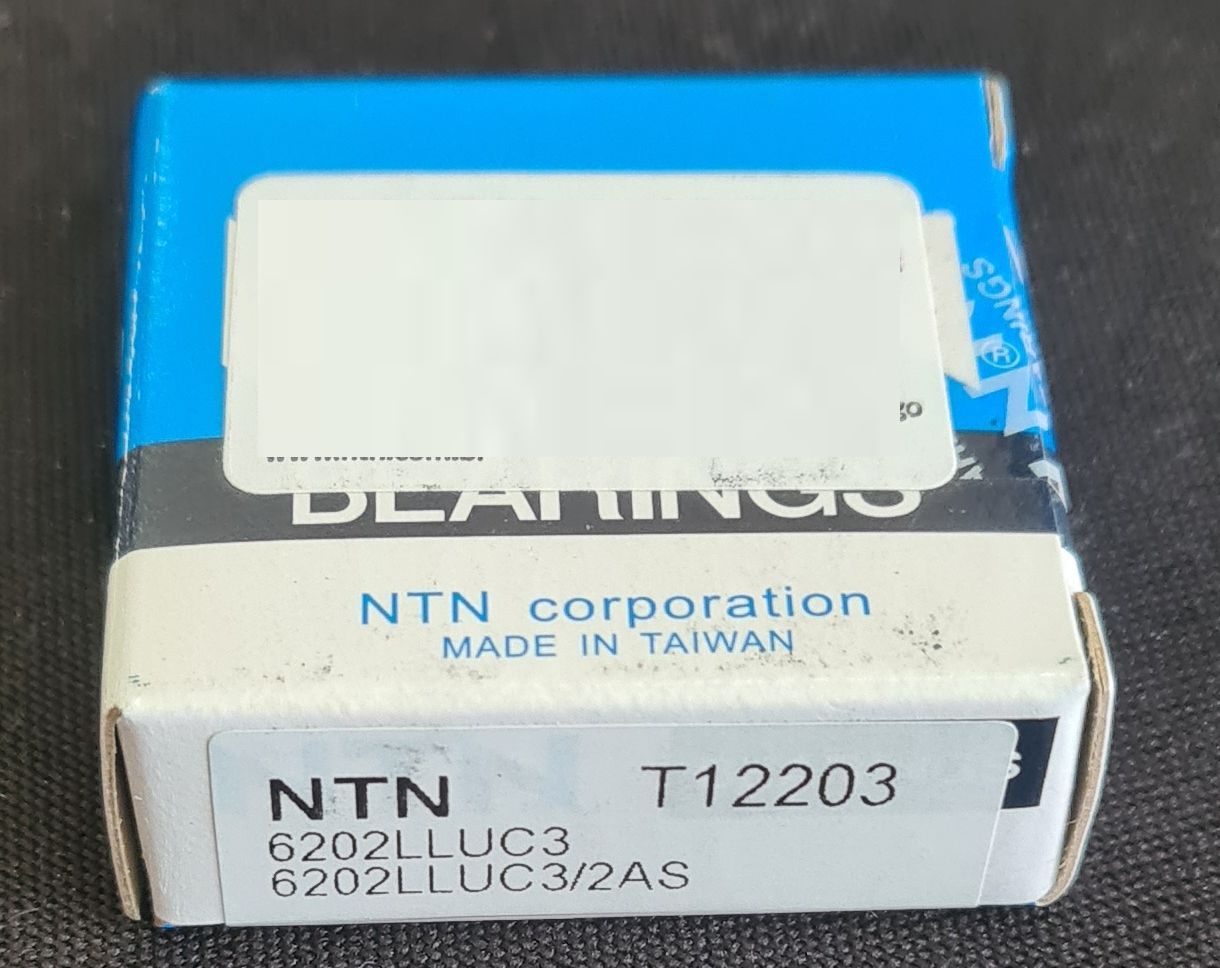 BEARINGS
NTN corporation
MADE IN TAIWAN
NTN T12203
6202LLUC3
6202LLUC3/2AS